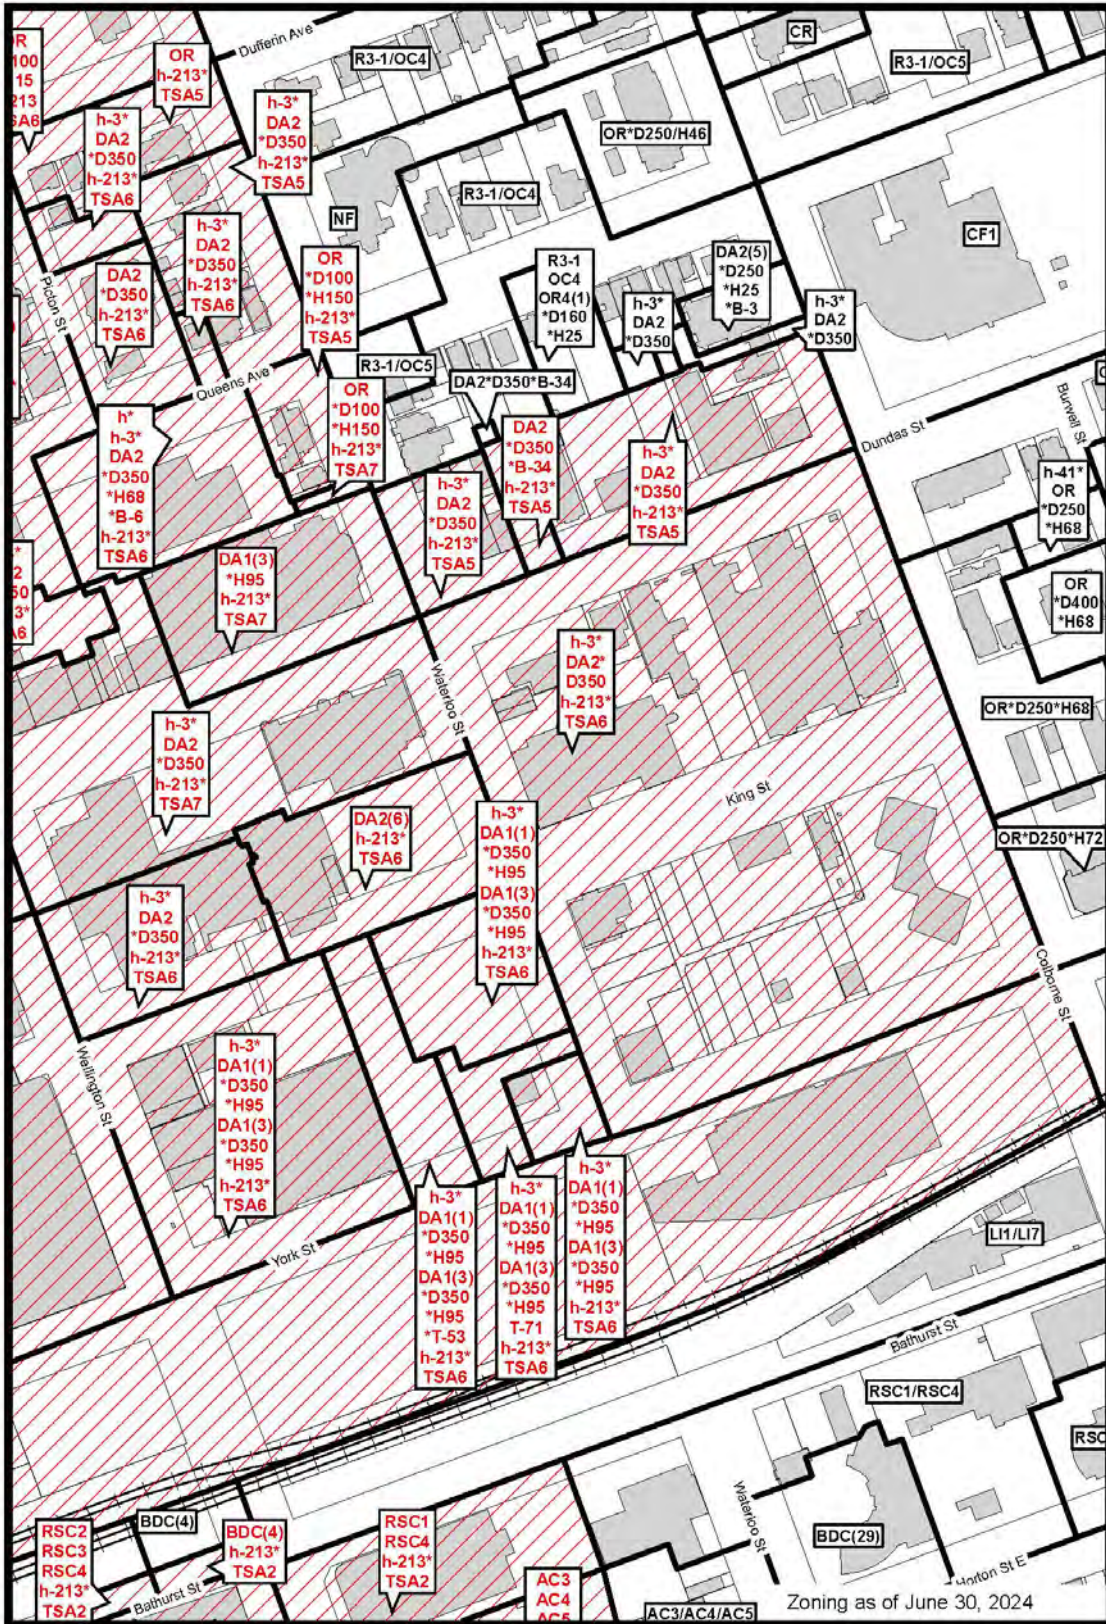 Dufferin Ave
CR
R3-1/OC4
R3-1/OC5
OR
h-213*
TSA5
OR
100
15
213
SA6
h-3*
DA2
*D350
h-213*
TSA6
h-3*
DA2
*D350
h-213*
TSA5
OR*D250/H46
R3-1/OC4
NF
CF1
h-3*
DA2
*D350
h-213*
TSA6
DA2
*D350
h-213*
TSA6
Picton St
OR
*D100
*H150
h-213*
TSA5
R3-1
OC4
OR4(1)
*D160
*H25
DA2(5)
*D250
*H25
*B-3
h-3*
DA2
*D350
h-3*
DA2
*D350
Queens Ave
R3-1/OC5
DA2*D350*B-34
OR
*D100
*H150
h-213*
TSA7
Burwell St
Dundas St
h*
h-3*
DA2
*D350
*H68
*B-6
h-213*
TSA6
DA2
*D350
*B-34
h-213*
TSA5
h-3*
DA2
*D350
h-213*
TSA5
h-3*
DA2
*D350
h-213*
TSA5
h-41*
OR
*D250
*H68
DA1(3)
*H95
h-213*
TSA7
OR
*D400
*H68
Waterloo St
h-3*
DA2*
D350
h-213*
TSA6
OR*D250*H68
h-3*
DA2
*D350
h-213*
TSA7
King St
DA2(6)
h-213*
TSA6
h-3*
DA1(1)
*D350
*H95
DA1(3)
*D350
*H95
h-213*
TSA6
OR*D250*H72
h-3*
DA2
*D350
h-213*
TSA6
Colborne St
Wellington St
h-3*
DA1(1)
*D350
*H95
DA1(3)
*D350
*H95
h-213*
TSA6
h-3*
DA1(1)
*D350
*H95
DA1(3)
*D350
*H95
*T-53
h-213*
TSA6
h-3*
DA1(1)
*D350
*H95
DA1(3)
*D350
*H95
T-71
h-213*
TSA6
h-3*
DA1(1)
*D350
*H95
DA1(3)
*D350
*H95
h-213*
TSA6
York St
LI1/LI7
Bathurst St
RSC1/RSC4
RSC
RSC2
RSC3
RSC4
h-213*
TSA2
BDC(4)
BDC(4)
h-213*
TSA2
RSC1
RSC4
h-213*
TSA2
Waterloo St
BDC(29)
Bathurst St
Horton St E
AC3
AC4
AC5
AC3/AC4/AC5
Zoning as of June 30, 2024